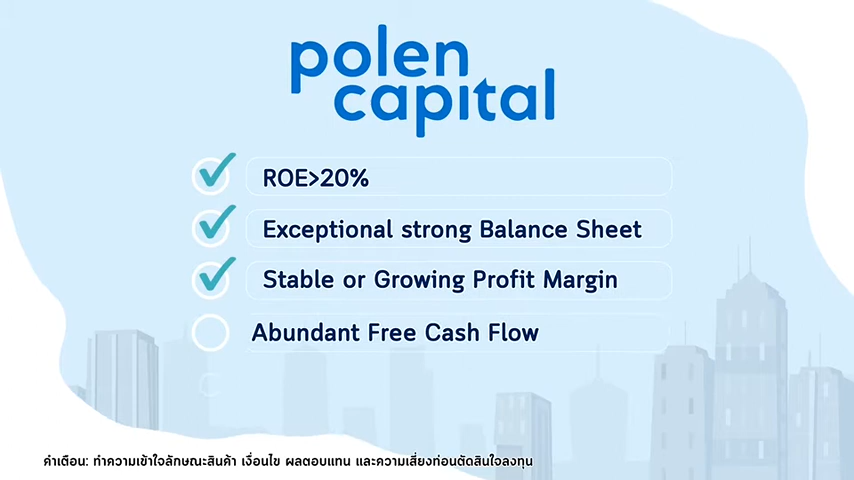 polen
capital
ROE>20%
Exceptional strong Balance Sheet
Stable or Growing Profit Margin
Abundant Free Cash Flow
คำเตือน: ทำความเข้าใจลักษณะสินค้า เงื่อนไข ผลตอบแทน และความเสี่ยงก่อนตัดสินใจลงทุน